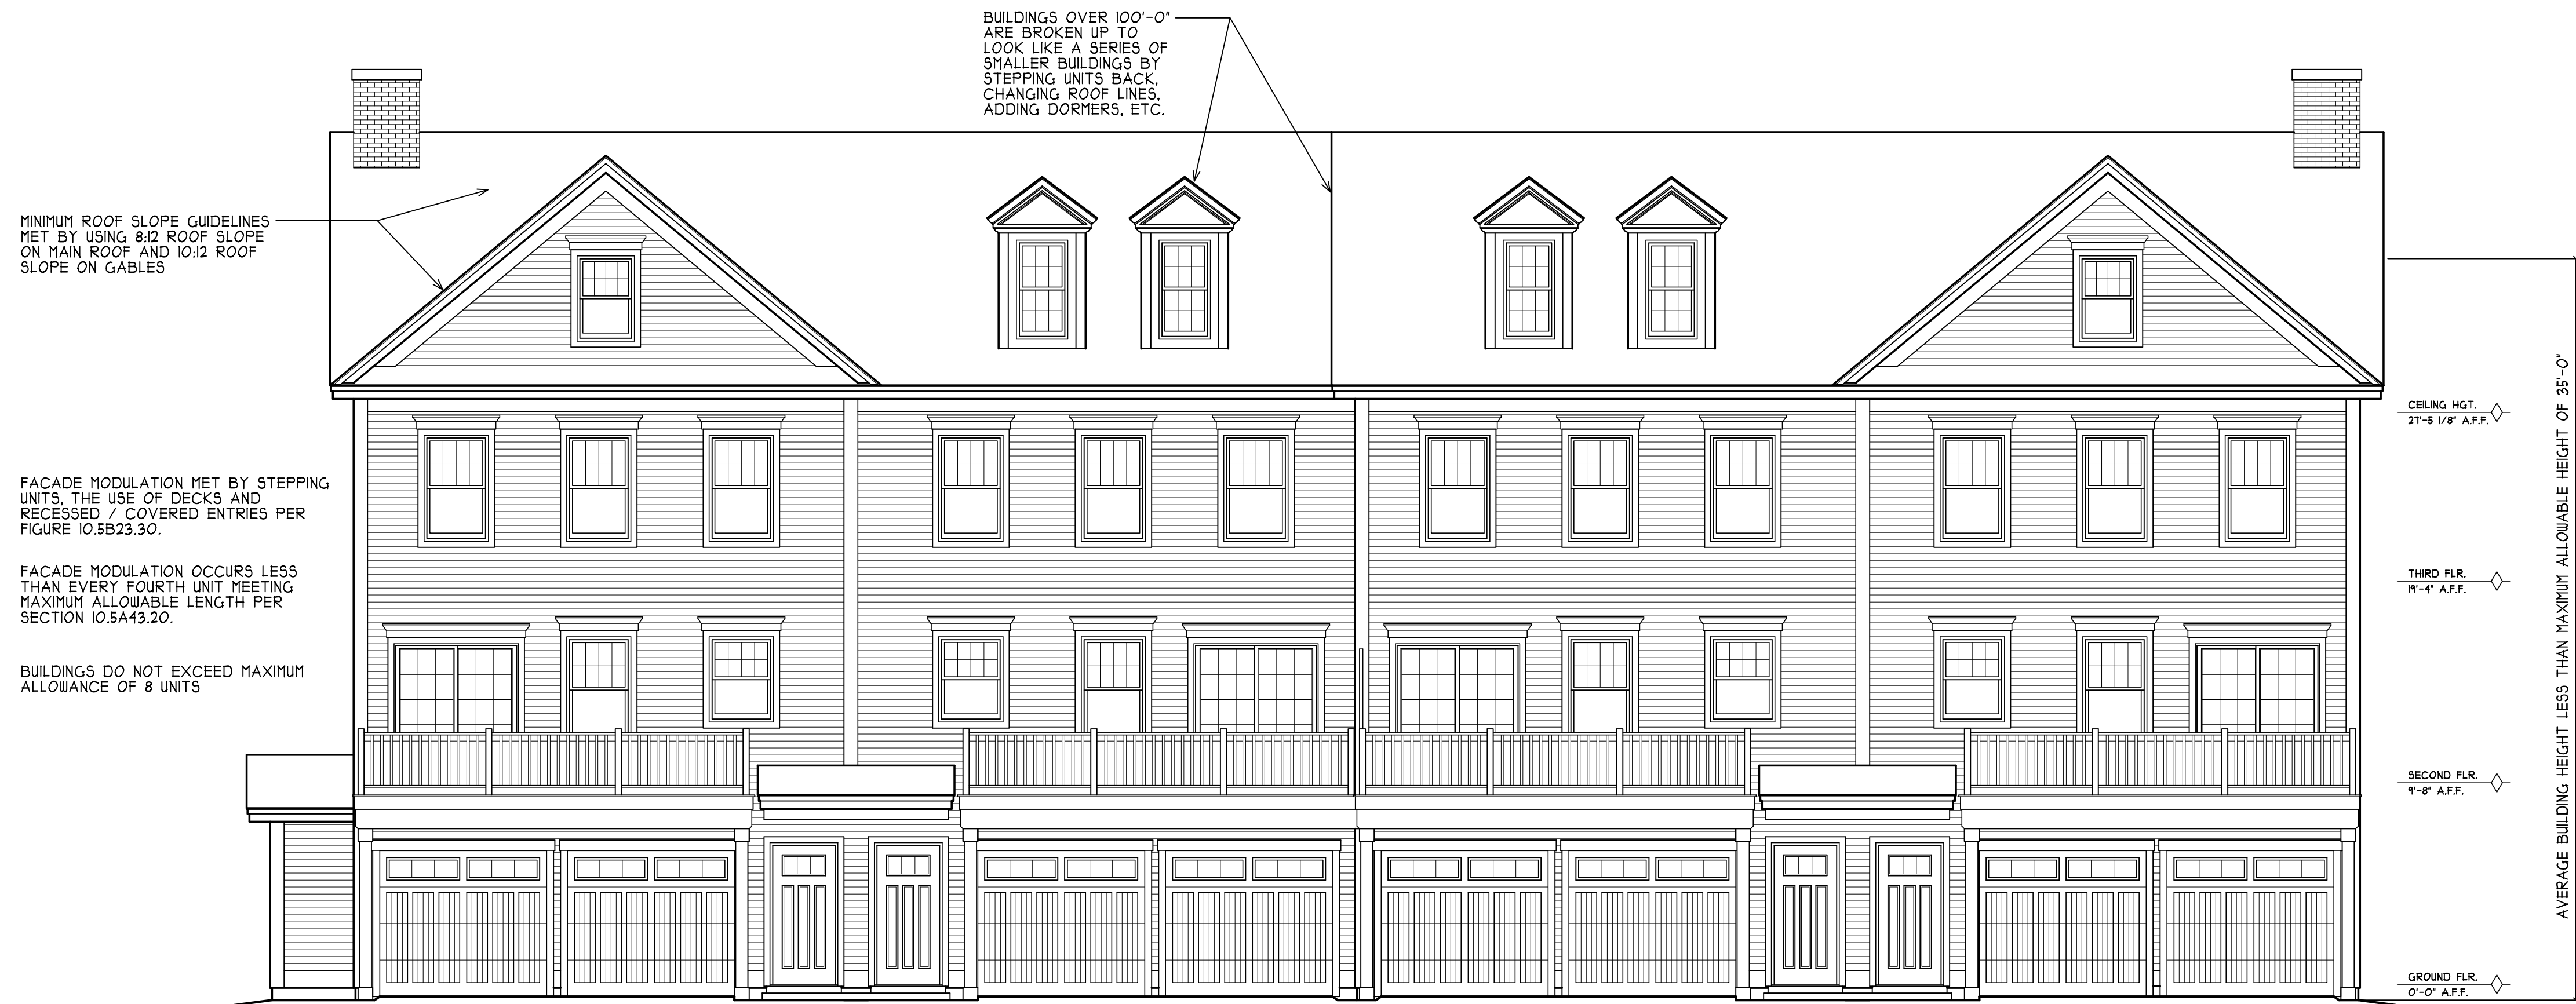 BUILDINGS OVER 100'-0"
ARE BROKEN UP TO
LOOK LIKE A SERIES OF
SMALLER BUILDINGS BY
STEPPING UNITS BACK,
CHANGING ROOF LINES,
ADDING DORMERS, ETC.
MINIMUM ROOF SLOPE GUIDELINES
MET BY USING 8:12 ROOF SLOPE
ON MAIN ROOF AND 10:12 ROOF
SLOPE ON GABLES
FACADE MODULATION MET BY STEPPING
UNITS, THE USE OF DECKS AND
RECESSED / COVERED ENTRIES PER
FIGURE 10.5B23.30.
FACADE MODULATION OCCURS LESS
THAN EVERY FOURTH UNIT MEETING
MAXIMUM ALLOWABLE LENGTH PER
SECTION 10.5A43.20.
BUILDINGS DO NOT EXCEED MAXIMUM
ALLOWANCE OF 8 UNITS
CEILING HGT.
27'-5 1/8" A.F.F.
THIRD FLR.
19'-4" A.F.F.
SECOND FLR.
9'-8" A.F.F.
GROUND FLR.
0'-0" A.F.F.
AVERAGE BUILDING HEIGHT LESS THAN MAXIMUM ALLOWABLE HEIGHT OF 35'-0"